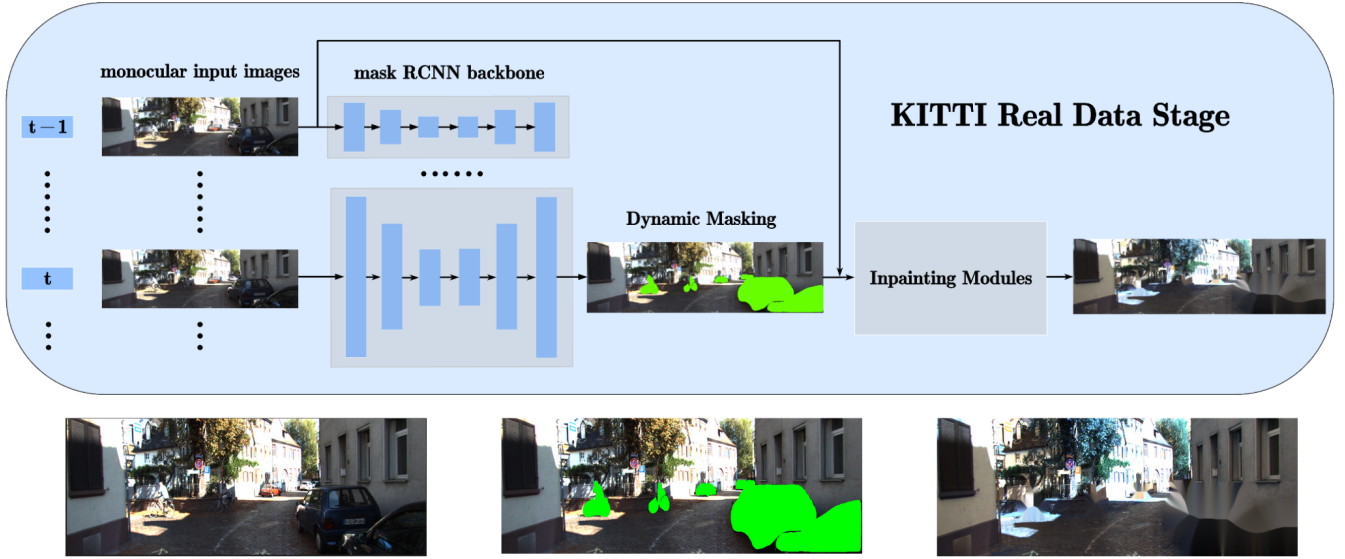 monocular input images
mask RCNN backbone
KITTI Real Data Stage
t − 1
Dynamic Masking
t
Inpainting Modules